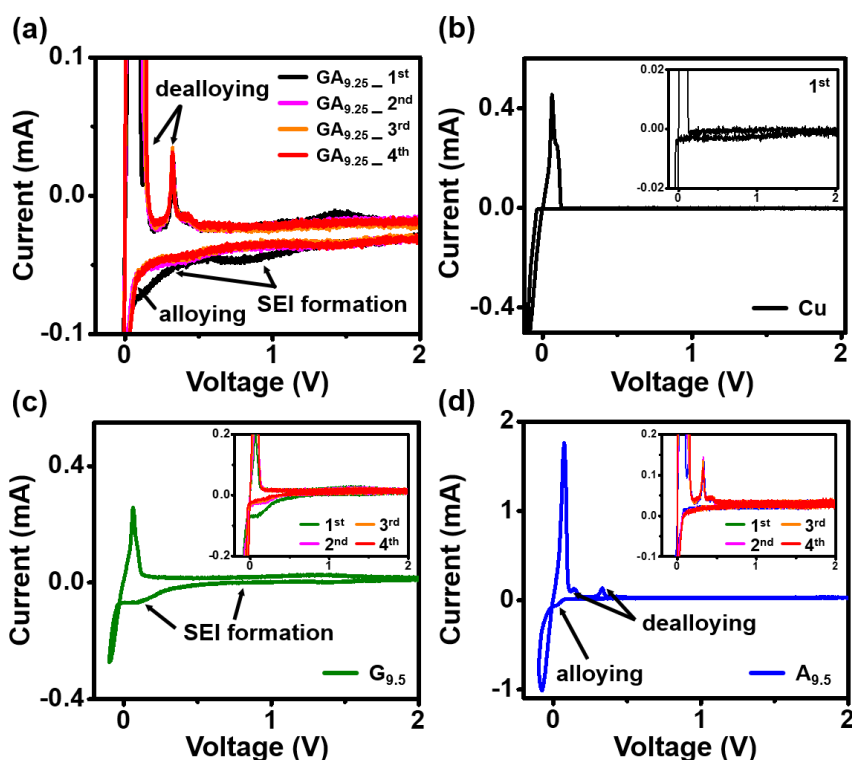 (a)
0.1
0.0
-0.1
Current (mA)
dealloying
GA9.25_ 1st
GA9.25_ 2nd
GA9.25_ 3rd
GA9.25_ 4th
alloying
SEI formation
0 1 2
Voltage (V)
(b)
0.4
0.0
-0.4
Current (mA)
0.02
0.00
-0.02
1st
0 1 2
Cu
0 1 2
Voltage (V)
(c)
0.4
0.0
-0.4
Current (mA)
0.2
0.0
-0.2
1st 3rd
2nd 4th
0 1 2
SEI formation
G9.5
0 1 2
Voltage (V)
(d)
2
1
0
-1
Current (mA)
0.2
0.1
0.0
-0.1
1st 3rd
2nd 4th
0 1 2
dealloying
alloying
A9.5
0 1 2
Voltage (V)